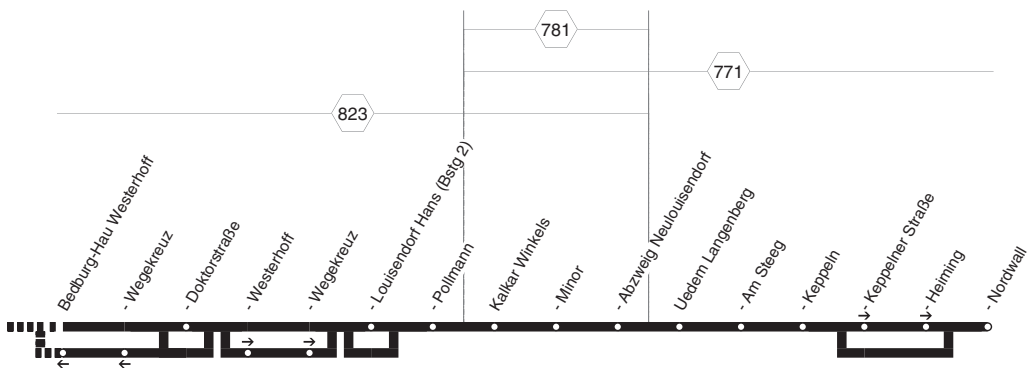 781
771
823
Bedburg-Hau Westerhoff
- Wegekreuz
- Doktorstraße
- Westerhoff
- Wegekreuz
- Louisendorf Hans (Bstg 2)
- Pollmann
Kalkar Winkels
- Minor
- Abzweig Neulouisendorf
Uedem Langenberg
- Am Steeg
- Keppeln
- Keppelner Straße
- Heiming
- Nordwall